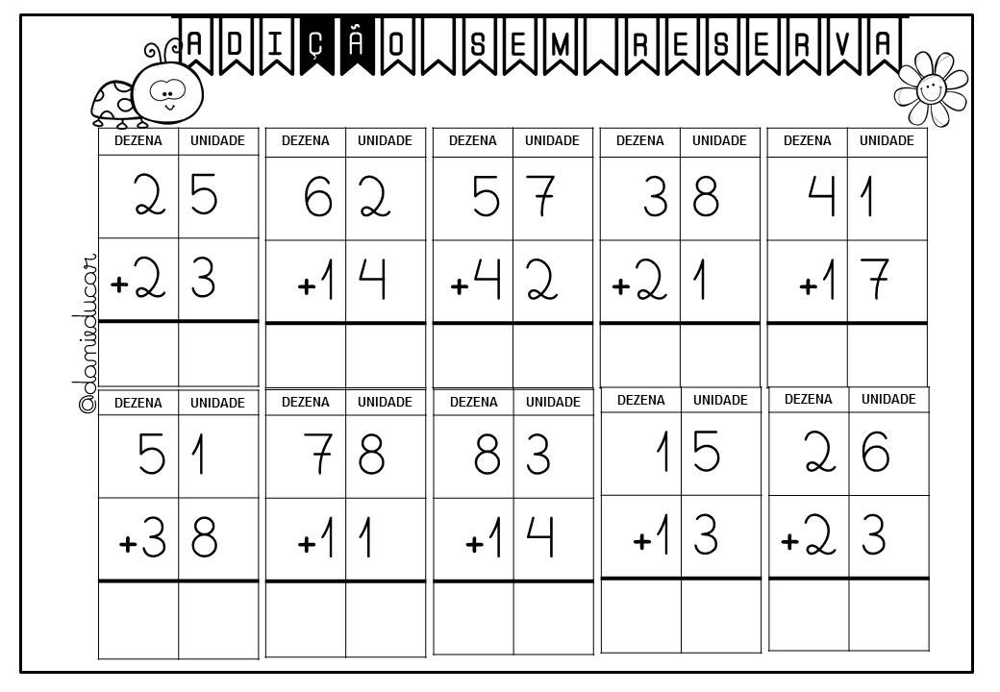 ADIÇÃO SEM RESERVA
DEZENA UNIDADE DEZENA UNIDADE DEZENA UNIDADE DEZENA UNIDADE DEZENA UNIDADE
2 5 6 2 5 7 3 8 4 1
+2 3 +1 4 +4 2 +2 1 +1 7
@damieducar
DEZENA UNIDADE DEZENA UNIDADE DEZENA UNIDADE DEZENA UNIDADE DEZENA UNIDADE
5 1 7 8 8 3 1 5 2 6
+3 8 +1 1 +1 4 +1 3 +2 3